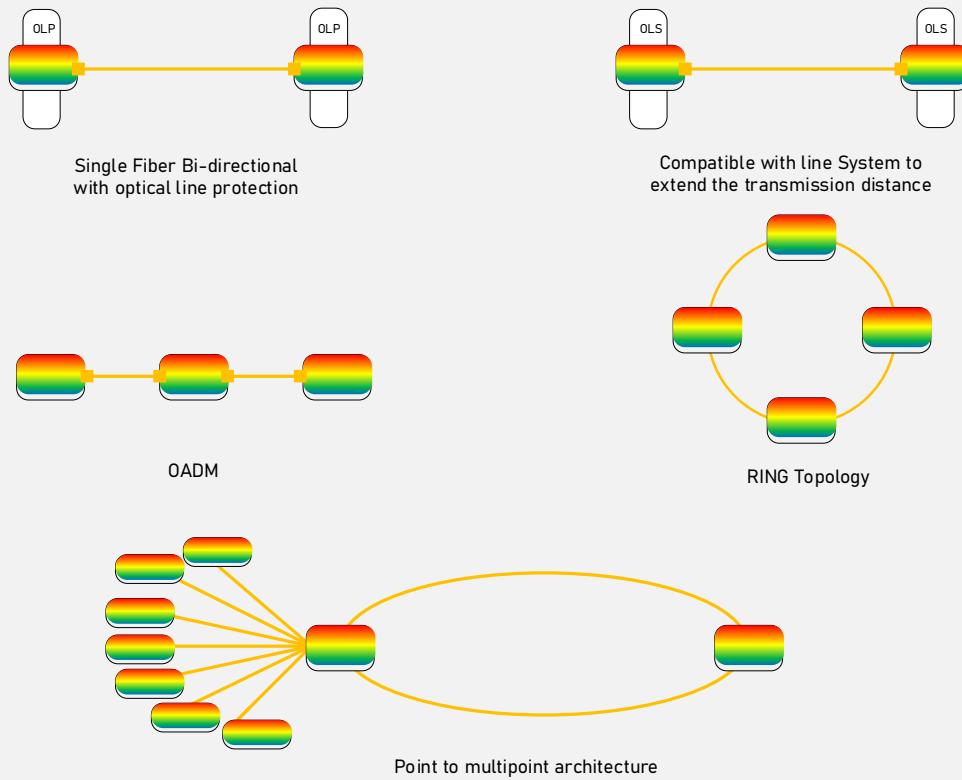 OLP
OLP
OLS
OLS
Single Fiber Bi-directional
with optical line protection
Compatible with line System to
extend the transmission distance
OADM
RING Topology
Point to multipoint architecture